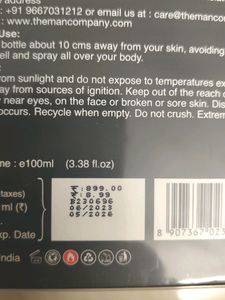 : +91 9667031212 or email us at : care@themancom
• www.themancompany.com
Use:
bottle about 10 cms away from your skin, avoiding
ell and spray all over your body.
rom sunlight and do not expose to temperatures ex
ay from sources of ignition. Keep out of the reach
y near eyes, on the face or broken or sore skin. Dis
occurs. Recycle when empty. Do not crush. Extrem
me : e100ml (3.38 fl.oz)
taxes) ₹:899.00
ml (₹) ₹: 8.99
B230696
06/2023
xp. Date 05/2026
ndia
8 907367 02